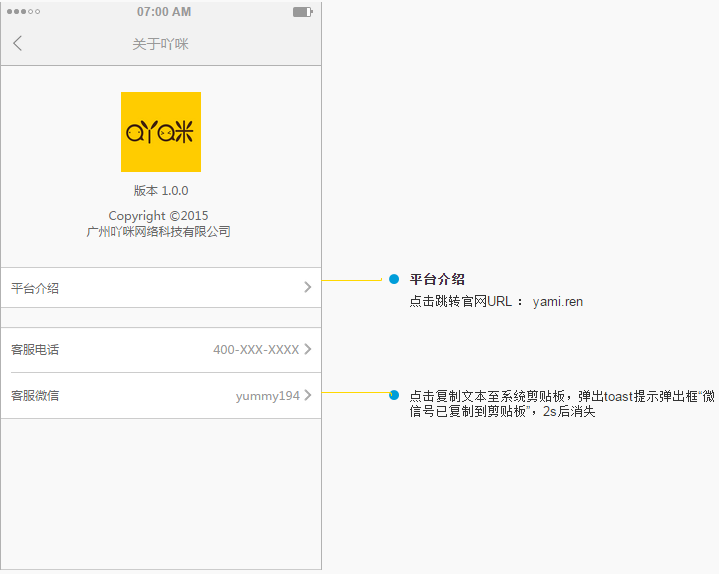 07:00 AM
关于吖咪
吖咪
版本 1.0.0
Copyright ©2015
广州吖咪网络科技有限公司
平台介绍
客服电话 400-XXX-XXXX
客服微信 yummy194
平台介绍
点击跳转官网URL ： yami.ren
点击复制文本至系统剪贴板，弹出toast提示弹出框“微
信号已复制到剪贴板”，2s后消失